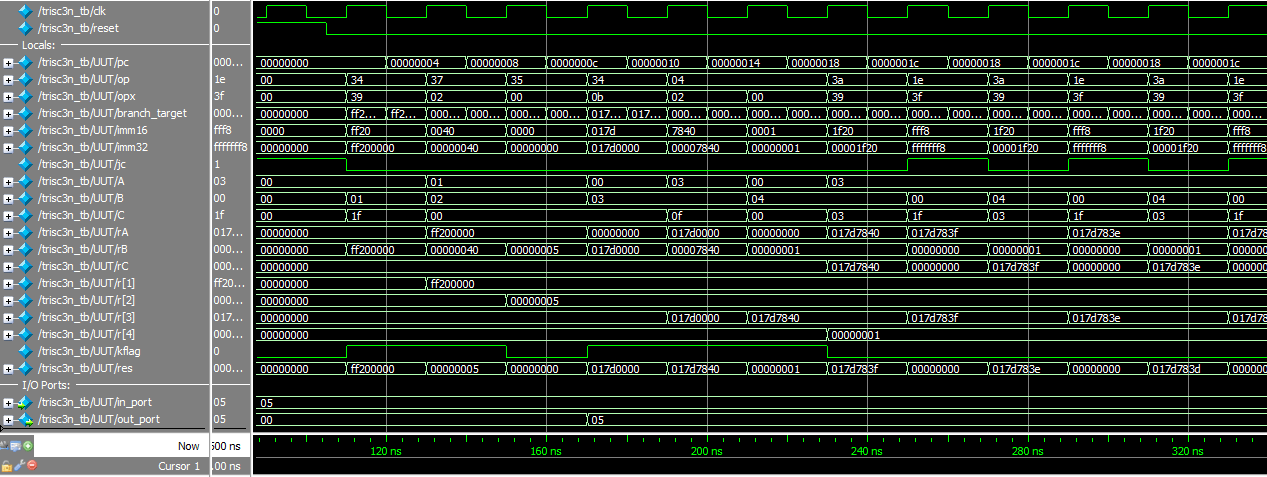 /trisc3n_tb/clk 0
/trisc3n_tb/reset 0
Locals:
/trisc3n_tb/UUT/pc 000... 00000000 00000004 00000008 0000000c 00000010 00000014 00000018 0000001c 00000018 0000001c 00000018 0000001c
/trisc3n_tb/UUT/op 1e 00 34 37 35 34 04 3a 1e 3a 1e 3a 1e
/trisc3n_tb/UUT/opx 3f 00 39 02 00 0b 02 00 39 3f 39 3f 39 3f
/trisc3n_tb/UUT/branch_target 000... 00000000 ff2... ff2... 000... 000... 000... 000... 017... 017... 000... 000... 000... 000... 000... 000... 000... 000... 000... 000... 000... 000... 000... 000...
/trisc3n_tb/UUT/imm16 fff8 0000 ff20 0040 0000 017d 7840 0001 1f20 fff8 1f20 fff8 1f20 fff8
/trisc3n_tb/UUT/imm32 fffffff8 00000000 ff200000 00000040 00000000 017d0000 00007840 00000001 00001f20 fffffff8 00001f20 fffffff8 00001f20 fffffff8
/trisc3n_tb/UUT/jc 1
/trisc3n_tb/UUT/A 03 00 01 00 03 00 03
/trisc3n_tb/UUT/B 00 00 01 02 03 04 00 04 00 04 00
/trisc3n_tb/UUT/C 1f 00 1f 00 0f 00 03 1f 03 1f 03 1f
/trisc3n_tb/UUT/rA 017... 00000000 ff200000 00000000 017d0000 00000000 017d7840 017d783f 017d783e 017d78
/trisc3n_tb/UUT/rB 000... 00000000 ff200000 00000040 00000005 017d0000 00007840 00000001 00000000 00000001 00000000 00000001 000000
/trisc3n_tb/UUT/rC 000... 00000000 017d7840 00000000 017d783f 00000000 017d783e 000000
/trisc3n_tb/UUT/r[1] ff20... 00000000 ff200000
/trisc3n_tb/UUT/r[2] 000... 00000000 00000005
/trisc3n_tb/UUT/r[3] 017... 00000000 017d0000 017d7840 017d783f 017d783e 017d78
/trisc3n_tb/UUT/r[4] 000... 00000000 00000001
/trisc3n_tb/UUT/kflag 0
/trisc3n_tb/UUT/res 000... 00000000 ff200000 00000005 00000000 017d0000 017d7840 00000001 017d783f 00000000 017d783e 00000000 017d783d 000000
I/O Ports:
/trisc3n_tb/UUT/in_port 05 05
/trisc3n_tb/UUT/out_port 05 00 05
Now 500 ns 120 ns 160 ns 200 ns 240 ns 280 ns 320 ns
Cursor 1 .00 ns